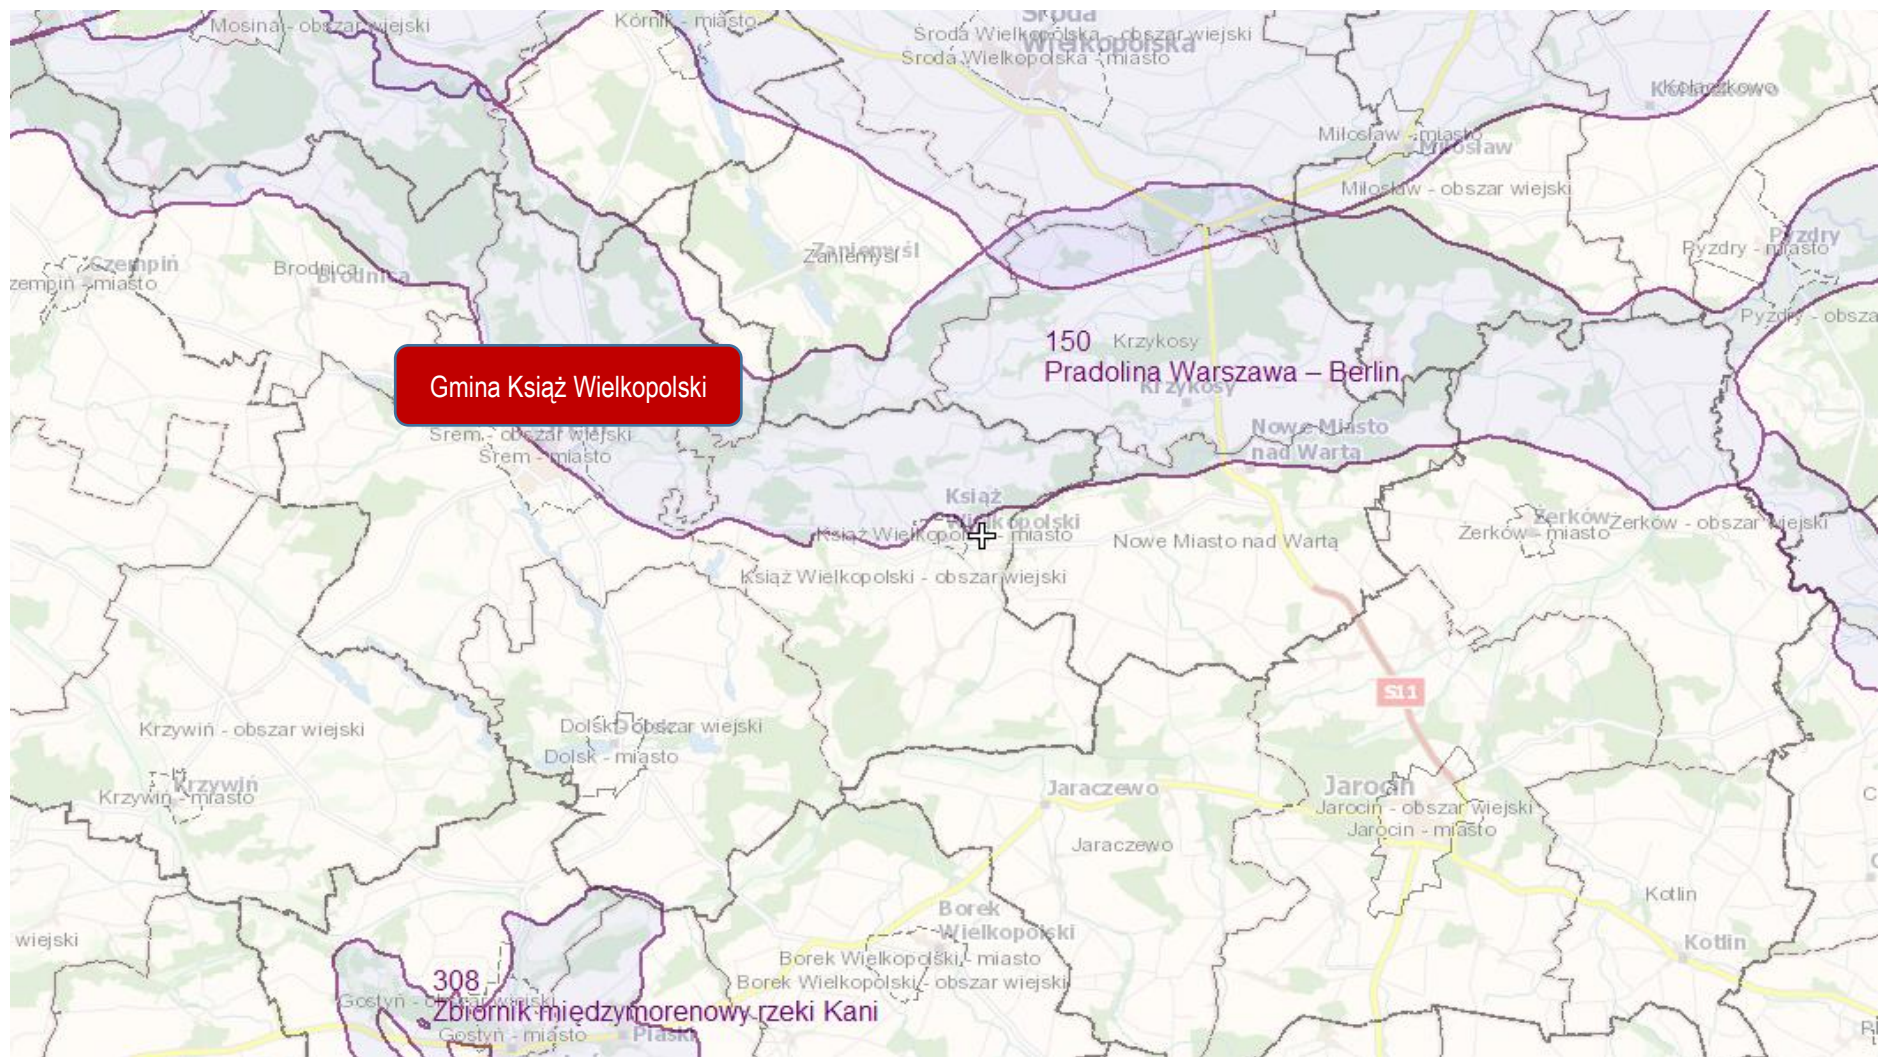 Mosina - obszar wiejski
Kórnik - miasto
Środa
Wielkopolska
Środa Wielkopolska - obszar wiejski
Środa Wielkopolska - miasto
Kołaczkowo
Kołaczkowo
Miłosław - miasto
Miłosław
Miłosław - obszar wiejski
Pyzdry
Pyzdry - miasto
Pyzdry - obsza
Czempiń
zempiń - miasto
Brodnica
Brodnica
Zaniemyśl
Zaniemyśl
150
Pradolina Warszawa – Berlin
Krzykosy
Krzykosy
Gmina Książ Wielkopolski
Śrem - obszar wiejski
Śrem - miasto
Nowe Miasto
nad Wartą
Książ
Wielkopolski
Książ Wielkopolski - miasto
Nowe Miasto nad Wartą
Żerków
Żerków - obszar wiejski
Żerków - miasto
Książ Wielkopolski - obszar wiejski
S11
Krzywiń - obszar wiejski
Dolsk
Dolsk - obszar wiejski
Dolsk - miasto
Krzywiń
Krzywiń - miasto
Jaraczewo
Jarocin
Jarocin - obszar wiejski
Jarocin - miasto
Jaraczewo
Kotlin
Kotlin
wiejski
Borek
Wielkopolski
Borek Wielkopolski - miasto
Borek Wielkopolski - obszar wiejski
308
Zbiornik międzymorenowy rzeki Kani
Gostyń - obszar wiejski
Gostyń - miasto
Piaski